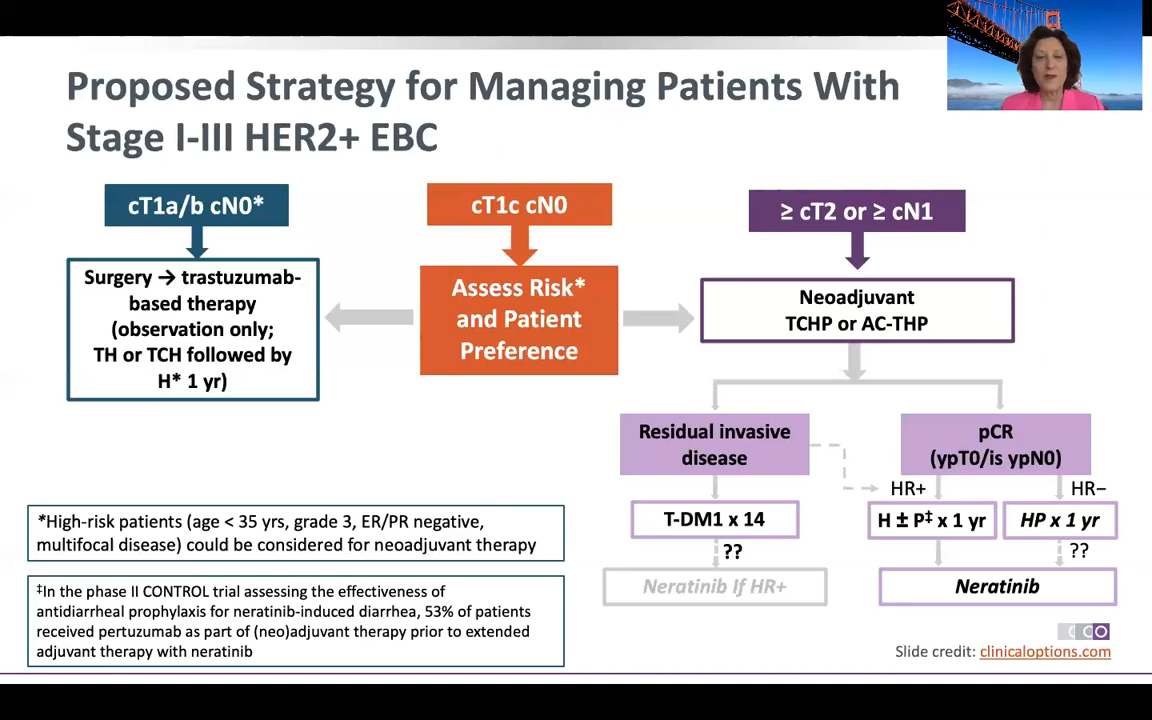 Proposed Strategy for Managing Patients With
Stage I-III HER2+ EBC
cT1a/b cN0*
Surgery → trastuzumab-
based therapy
(observation only;
TH or TCH followed by
H* 1 yr)
cT1c cN0
Assess Risk*
and Patient
Preference
≥ cT2 or ≥ cN1
Neoadjuvant
TCHP or AC-THP
Residual invasive
disease
pCR
(ypT0/is ypN0)
HR+
HR−
T-DM1 x 14
H ± P‡ x 1 yr
HP x 1 yr
??
??
Neratinib If HR+
Neratinib
*High-risk patients (age < 35 yrs, grade 3, ER/PR negative,
multifocal disease) could be considered for neoadjuvant therapy
‡In the phase II CONTROL trial assessing the effectiveness of
antidiarrheal prophylaxis for neratinib-induced diarrhea, 53% of patients
received pertuzumab as part of (neo)adjuvant therapy prior to extended
adjuvant therapy with neratinib
CCO
Slide credit: clinicaloptions.com